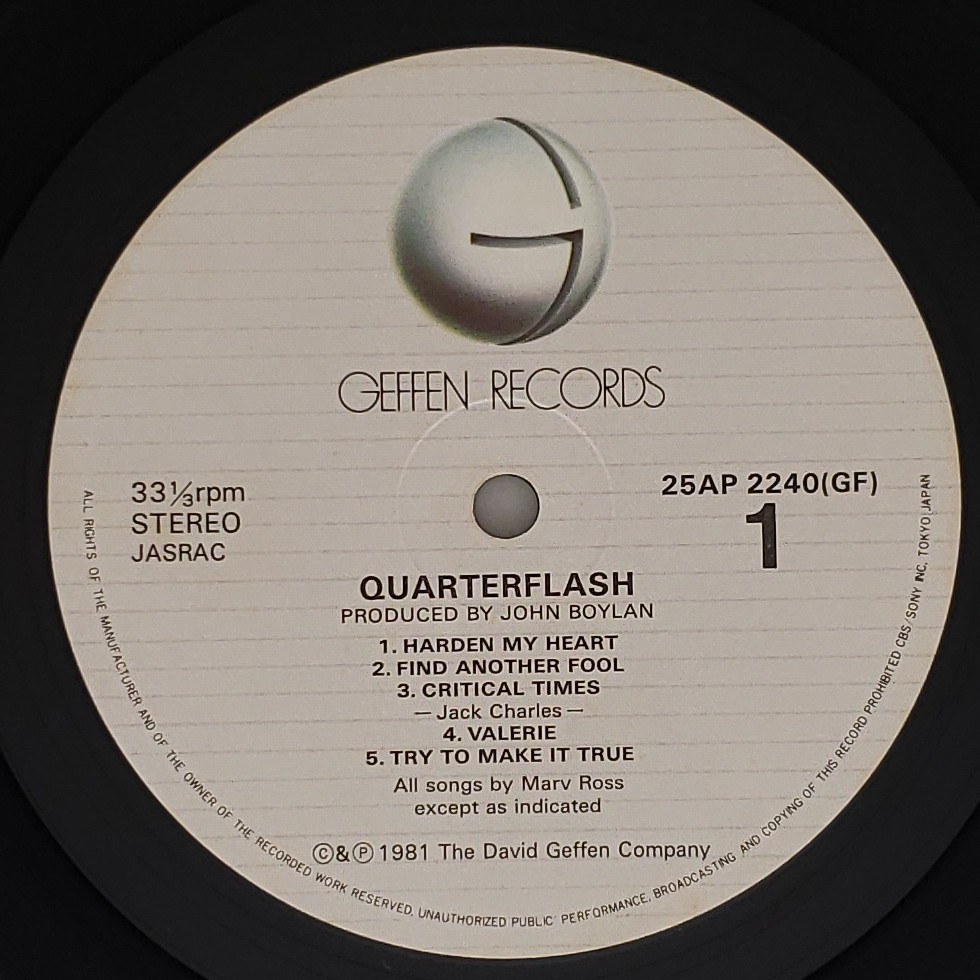 GEFFEN RECORDS
33⅓rpm
STEREO
JASRAC
25AP 2240(GF)
1
QUARTERFLASH
PRODUCED BY JOHN BOYLAN
1. HARDEN MY HEART
2. FIND ANOTHER FOOL
3. CRITICAL TIMES
— Jack Charles —
4. VALERIE
5. TRY TO MAKE IT TRUE
All songs by Marv Ross
except as indicated
©&℗ 1981 The David Geffen Company
ALL RIGHTS OF THE MANUFACTURER AND OF THE OWNER OF THE RECORDED WORK RESERVED. UNAUTHORIZED PUBLIC PERFORMANCE, BROADCASTING AND COPYING OF THIS RECORD PROHIBITED CBS/SONY INC. TOKYO JAPAN